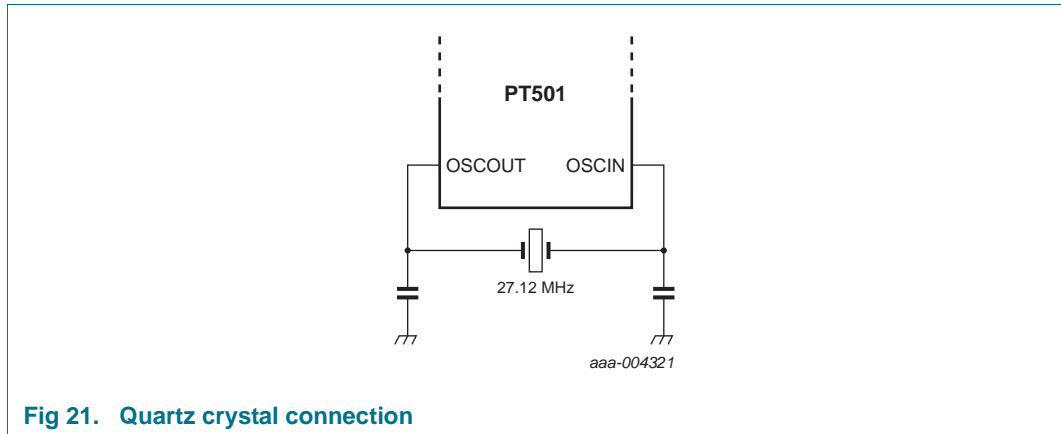 PT501
OSCOUT OSCIN
27.12 MHz
aaa-004321
Fig 21. Quartz crystal connection